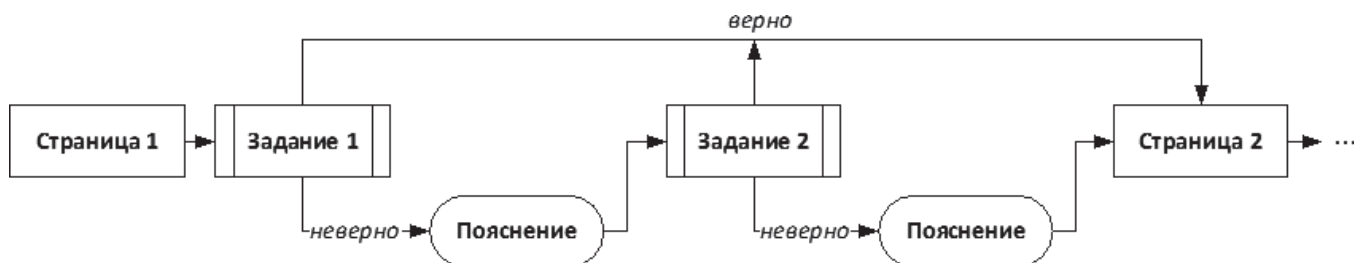 верно
Страница 1
Задание 1
Задание 2
Страница 2
...
неверно
Пояснение
неверно
Пояснение